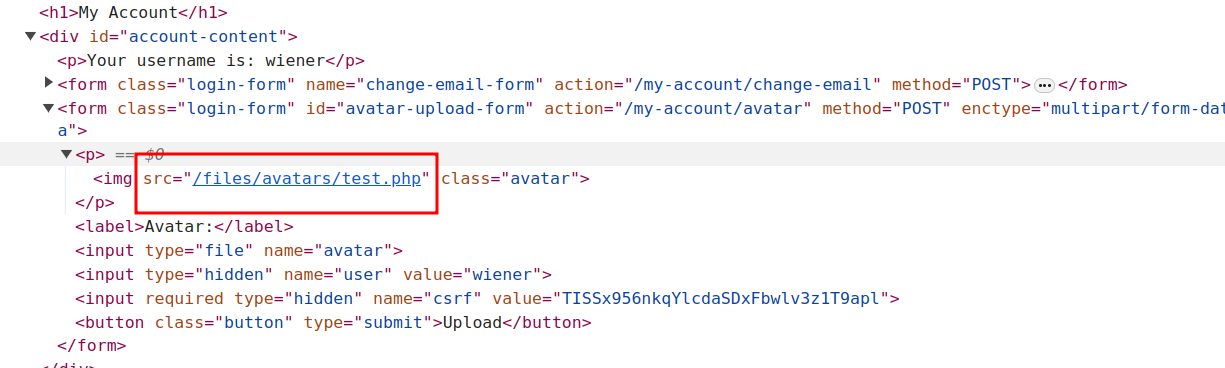 <h1>My Account</h1>
<div id="account-content">
<p>Your username is: wiener</p>
<form class="login-form" name="change-email-form" action="/my-account/change-email" method="POST">•••</form>
<form class="login-form" id="avatar-upload-form" action="/my-account/avatar" method="POST" enctype="multipart/form-dat
a">
<p> == $0
<img src="/files/avatars/test.php" class="avatar">
</p>
<label>Avatar:</label>
<input type="file" name="avatar">
<input type="hidden" name="user" value="wiener">
<input required type="hidden" name="csrf" value="TISSx956nkqYlcdaSDxFbwlv3z1T9apl">
<button class="button" type="submit">Upload</button>
</form>
</div>